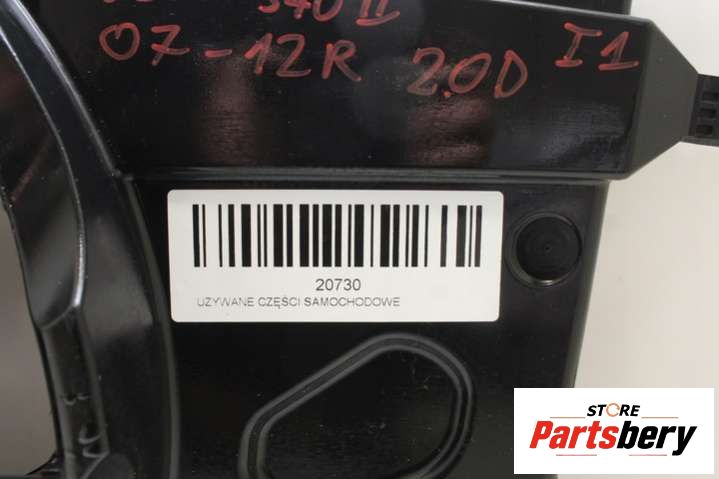 S40 II
07-12R 2.0D I1
20730
UZYWANE CZĘŚCI SAMOCHODOWE
STORE
Partsbery